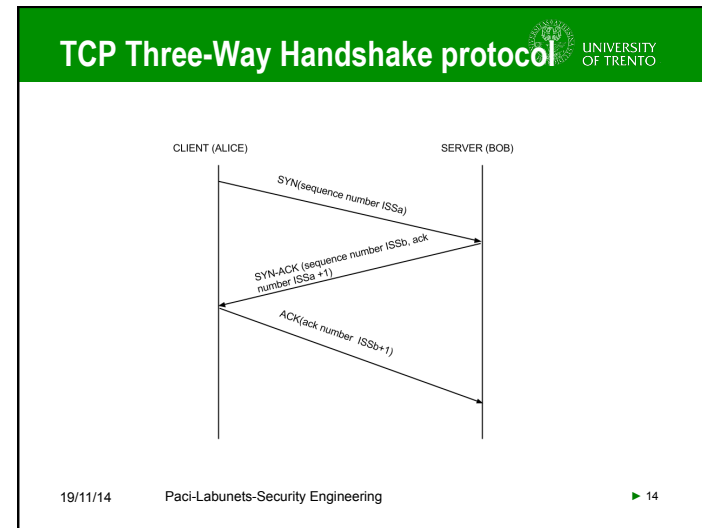 TCP Three-Way Handshake protocol
UNIVERSITY
OF TRENTO
CLIENT (ALICE)
SERVER (BOB)
SYN(sequence number ISSa)
SYN-ACK (sequence number ISSb, ack
number ISSa +1)
ACK(ack number ISSb+1)
19/11/14
Paci-Labunets-Security Engineering
► 14